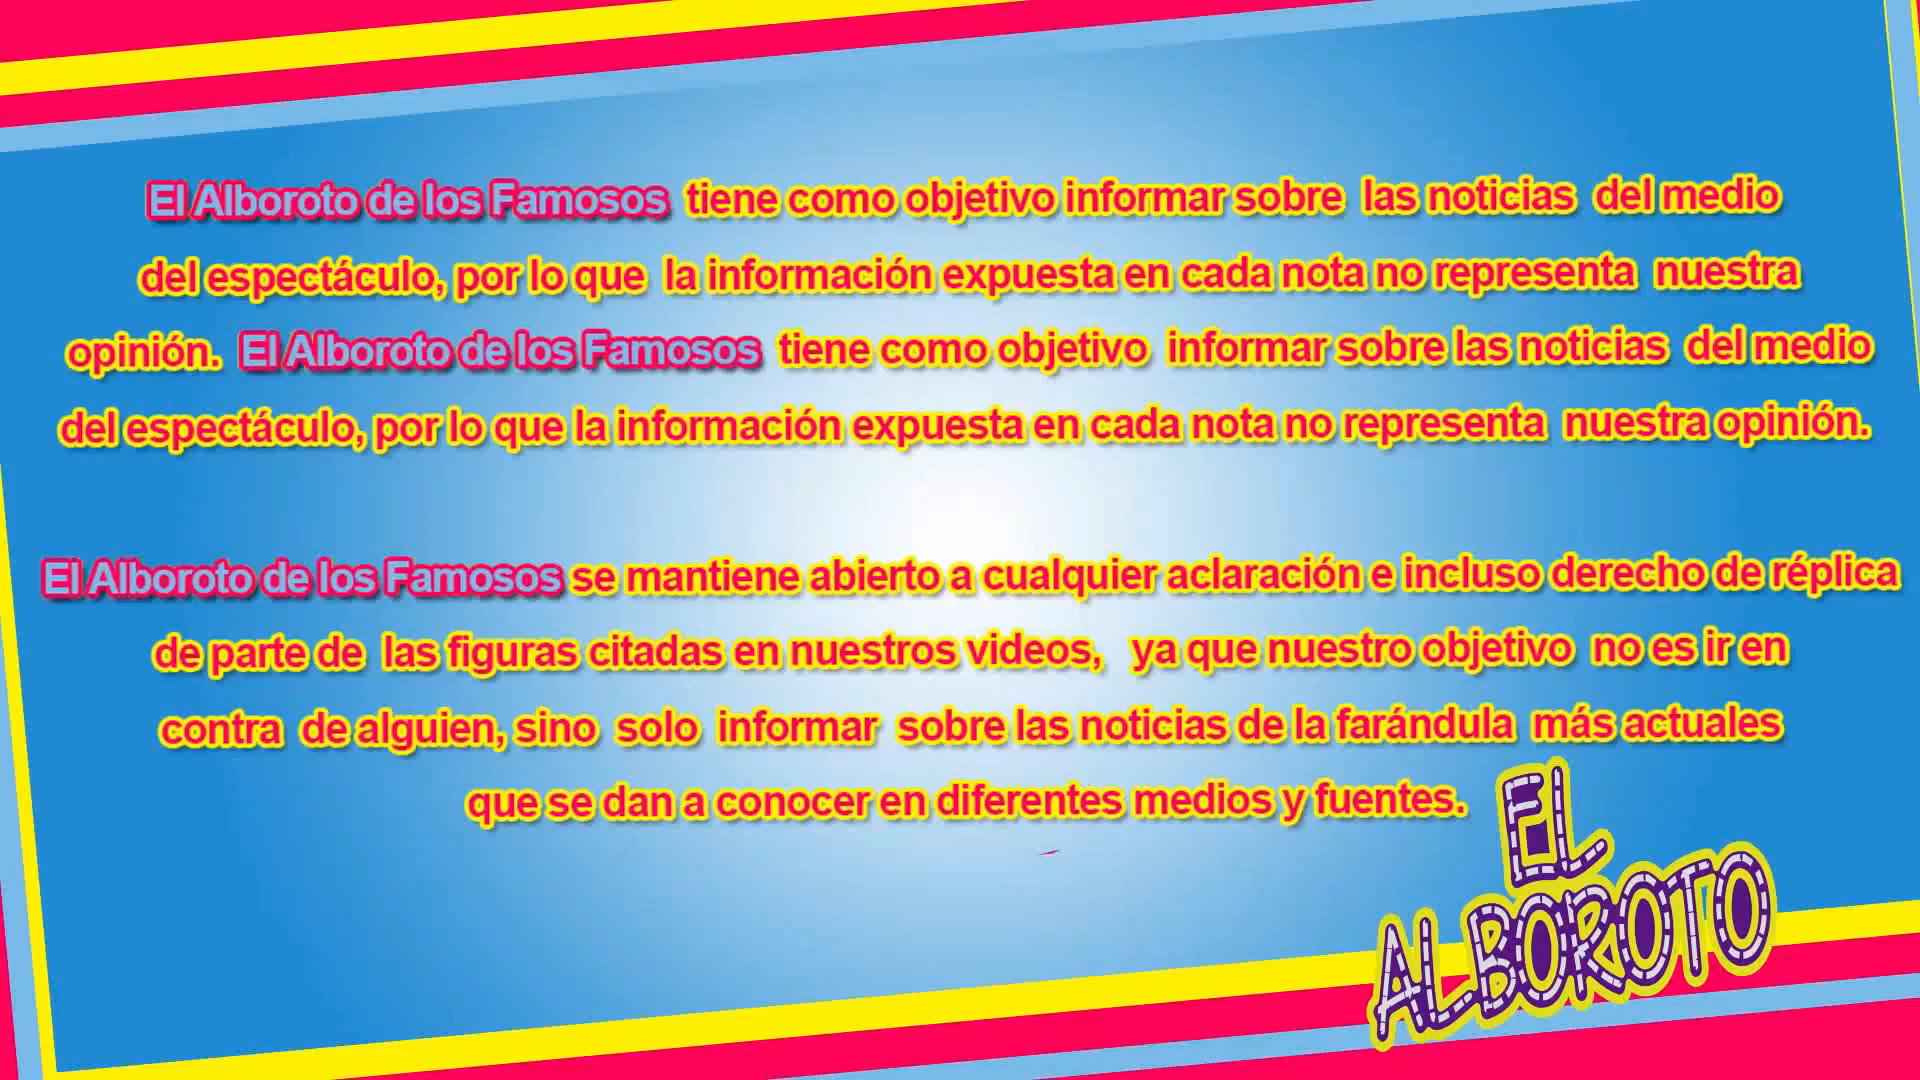 El Alboroto de los Famosos tiene como objetivo informar sobre las noticias del medio
del espectáculo, por lo que la información expuesta en cada nota no representa nuestra
opinión. El Alboroto de los Famosos tiene como objetivo informar sobre las noticias del medio
del espectáculo, por lo que la información expuesta en cada nota no representa nuestra opinión.
El Alboroto de los Famosos se mantiene abierto a cualquier aclaración e incluso derecho de réplica
de parte de las figuras citadas en nuestros videos, ya que nuestro objetivo no es ir en
contra de alguien, sino solo informar sobre las noticias de la farándula más actuales
que se dan a conocer en diferentes medios y fuentes.
EL
ALBOROTO